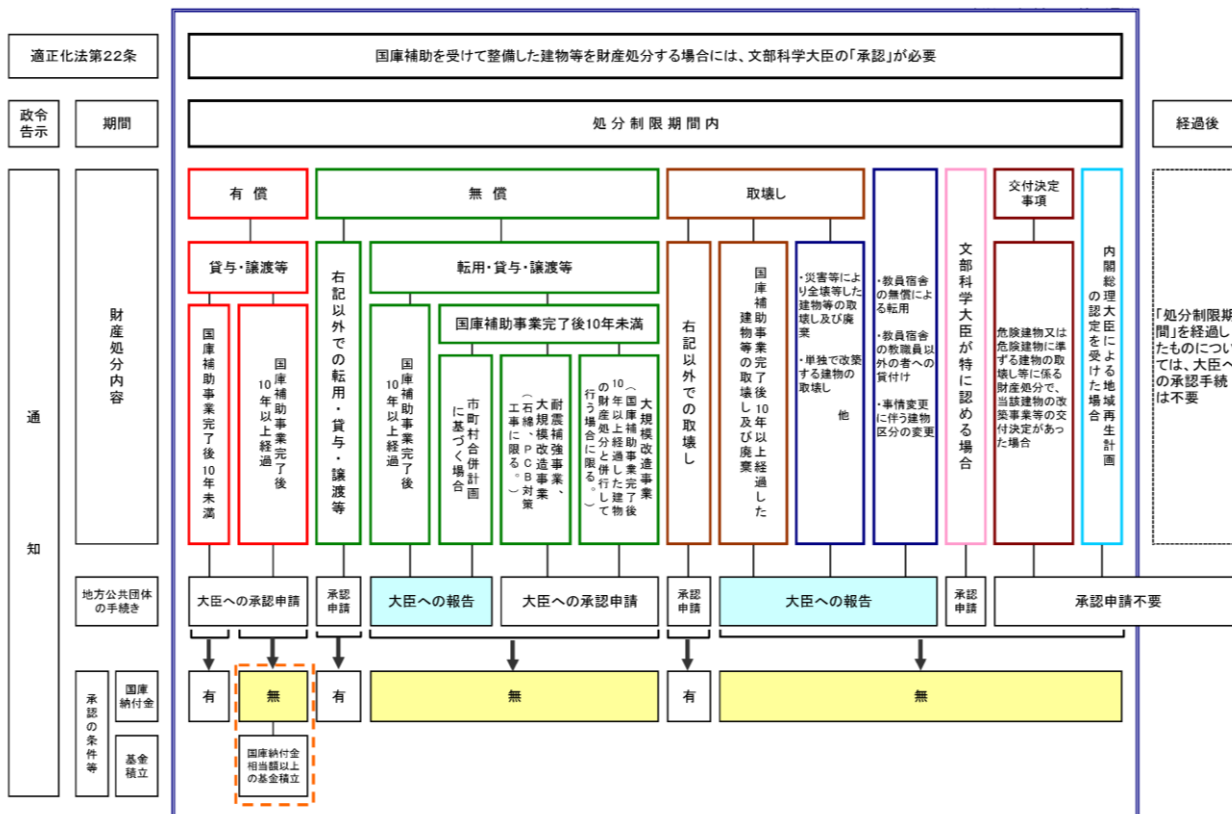 適正化法第22条
国庫補助を受けて整備した建物等を財産処分する場合には、文部科学大臣の「承認」が必要
政令
告示
期間
処分制限期間内
経過後
通
知
財産処分内容
有 償
無 償
取壊し
交付決定
事項
貸与・譲渡等
国庫補助事業完了後10年未満
国庫補助事業完了後
10年以上経過
右記以外での転用・貸与・譲渡等
転用・貸与・譲渡等
国庫補助事業完了後
10年以上経過
国庫補助事業完了後10年未満
市町村合併計画
に基づく場合
耐震補強事業、
大規模改造事業
(石綿、PCB対策
工事に限る。)
大規模改造事業
(国庫補助事業完了後
10年以上経過した建物
の財産処分と併行して
行う場合に限る。)
右記以外での取壊し
国庫補助事業完了後10年以上経過した
建物等の取壊し及び廃棄
・災害等によ
り全壊等した
建物等の取
壊し及び廃
棄
・単独で改築
する建物の
取壊し
他
・教員宿舎
の無償によ
る転用
・教員宿舎
の教職員以
外の者への
貸付け
・事情変更
に伴う建物
区分の変更
文部科学大臣が特に認める場合
危険建物又は
危険建物に準
ずる建物の取
壊し等に係る
財産処分で、
当該建物の改
築事業等の交
付決定があっ
た場合
内閣総理大臣による地域再生計画
の認定を受けた場合
「処分制限期
間」を経過し
たものについ
ては、大臣へ
の承認手続
は不要
地方公共団体
の手続き
大臣への承認申請
承認
申請
大臣への報告
大臣への承認申請
承認
申請
大臣への報告
承認
申請
承認申請不要
承認の条件等
国庫
納付金
有
無
有
無
有
無
基金
積立
国庫納付金
相当額以上
の基金積立